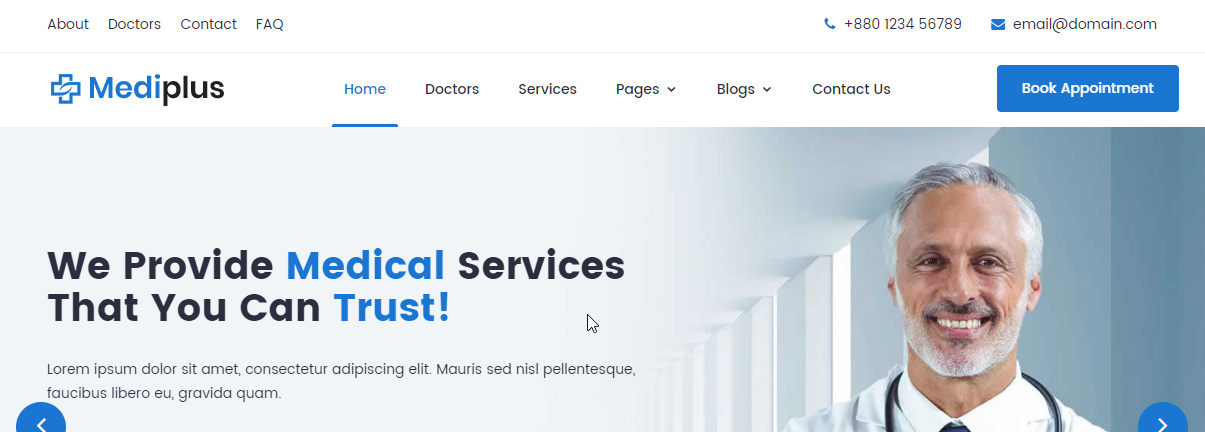 About Doctors Contact FAQ +880 1234 56789 email@domain.com
Mediplus Home Doctors Services Pages Blogs Contact Us Book Appointment
We Provide Medical Services
That You Can Trust!
Lorem ipsum dolor sit amet, consectetur adipiscing elit. Mauris sed nisl pellentesque,
faucibus libero eu, gravida quam.